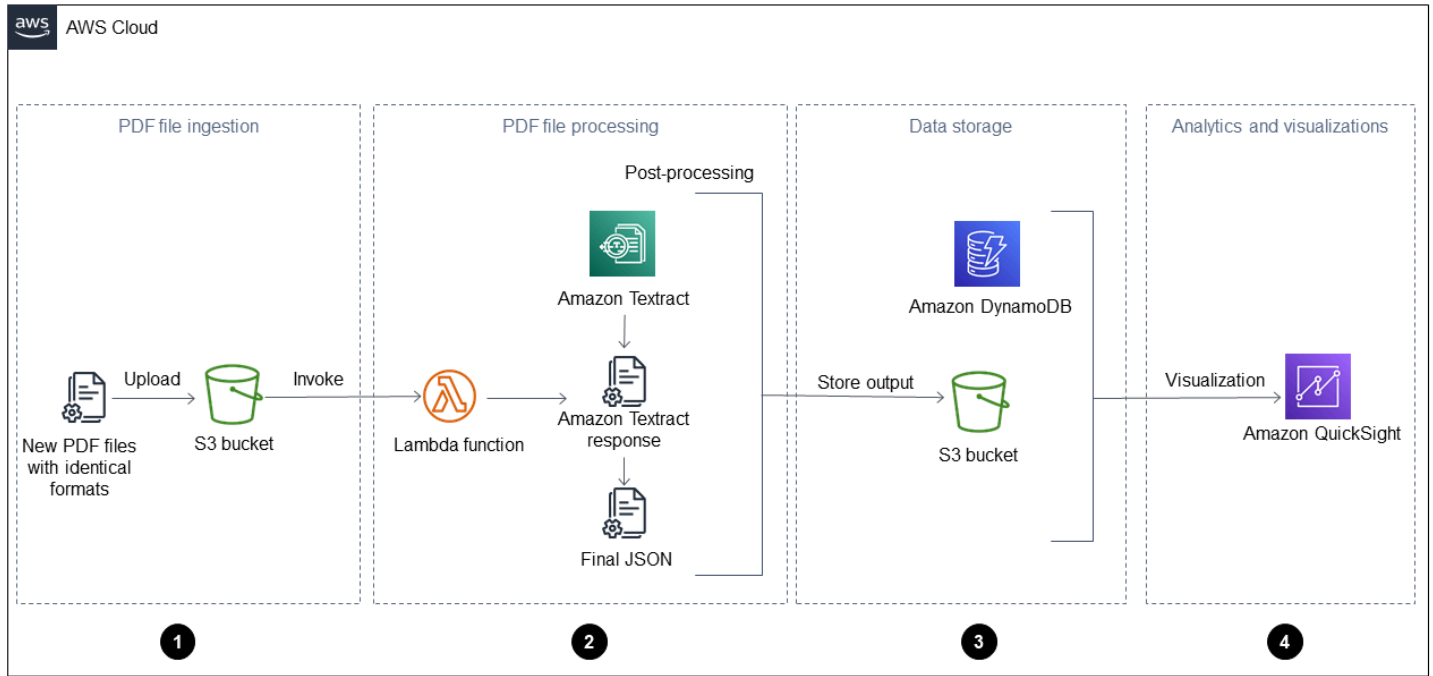 aws
AWS Cloud
PDF file ingestion
New PDF files
with identical
formats
Upload
S3 bucket
Invoke
PDF file processing
Post-processing
Amazon Textract
Lambda function
Amazon Textract
response
Final JSON
Data storage
Amazon DynamoDB
Store output
S3 bucket
Analytics and visualizations
Visualization
Amazon QuickSight
1
2
3
4